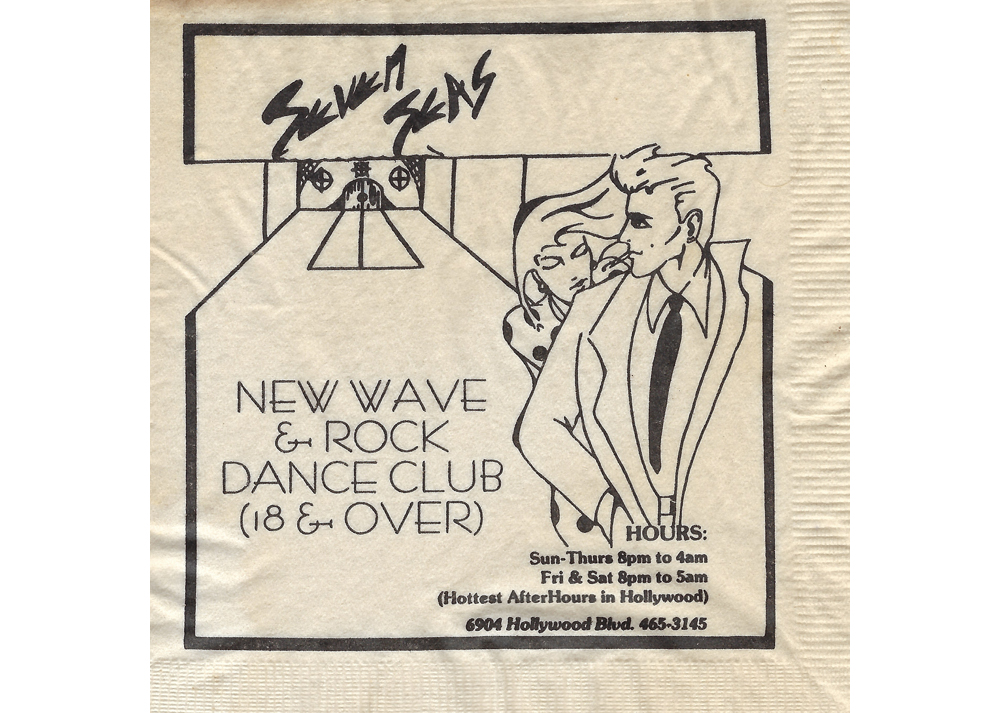 SEVEN
SEAS
NEW WAVE
& ROCK
DANCE CLUB
(18 & OVER)
HOURS:
Sun-Thurs 8pm to 4am
Fri & Sat 8pm to 5am
(Hottest AfterHours in Hollywood)
6904 Hollywood Blvd. 465-3145